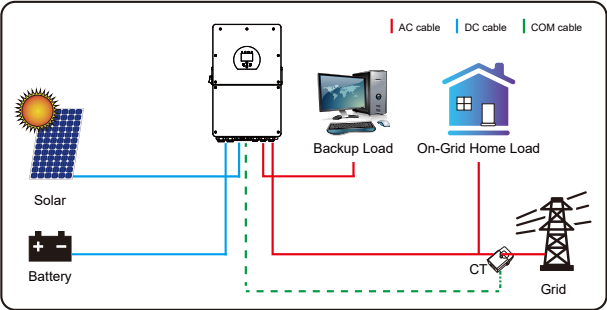 AC cable
DC cable
COM cable
Backup Load
On-Grid Home Load
Solar
Battery
CT
Grid